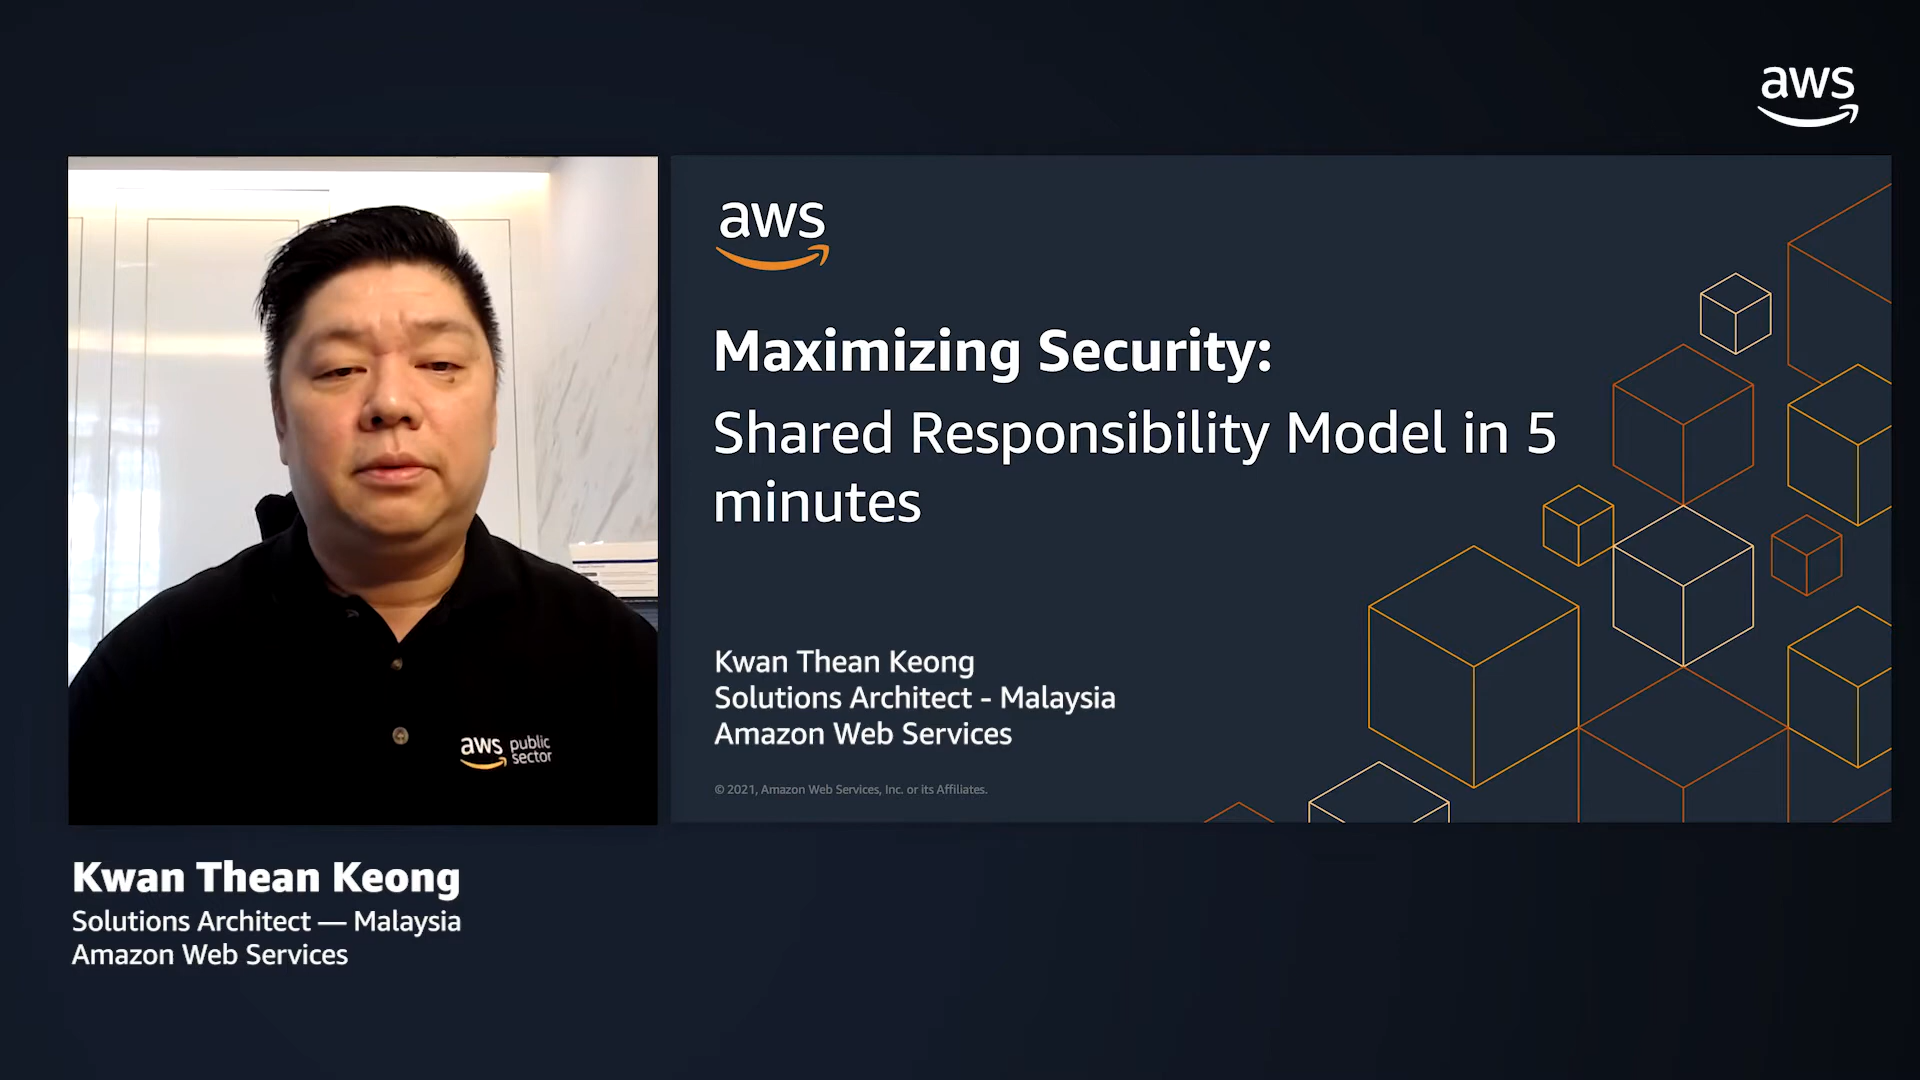 aws
aws
Maximizing Security:
Shared Responsibility Model in 5
minutes
Kwan Thean Keong
Solutions Architect - Malaysia
Amazon Web Services
© 2021, Amazon Web Services, Inc. or its Affiliates.
aws public
sector
Kwan Thean Keong
Solutions Architect — Malaysia
Amazon Web Services